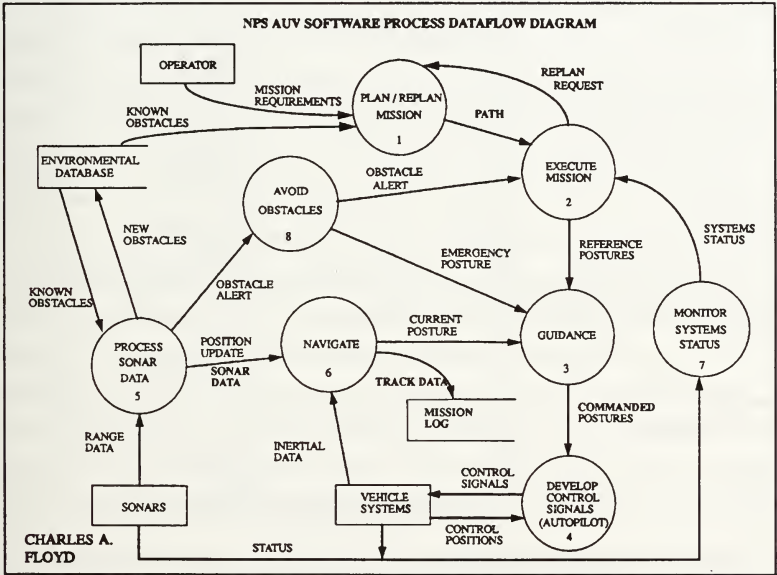 NPS AUV SOFTWARE PROCESS DATAFLOW DIAGRAM
OPERATOR
MISSION
REQUIREMENTS
PLAN / REPLAN
MISSION
1
REPLAN
REQUEST
PATH
KNOWN
OBSTACLES
ENVIRONMENTAL
DATABASE
AVOID
OBSTACLES
8
OBSTACLE
ALERT
EXECUTE
MISSION
2
NEW
OBSTACLES
SYSTEMS
STATUS
EMERGENCY
POSTURE
REFERENCE
POSTURES
KNOWN
OBSTACLES
OBSTACLE
ALERT
PROCESS
SONAR
DATA
5
POSITION
UPDATE
SONAR
DATA
NAVIGATE
6
CURRENT
POSTURE
GUIDANCE
3
MONITOR
SYSTEMS
STATUS
7
TRACK DATA
MISSION
LOG
COMMANDED
POSTURES
RANGE
DATA
INERTIAL
DATA
SONARS
VEHICLE
SYSTEMS
CONTROL
SIGNALS
CONTROL
POSITIONS
DEVELOP
CONTROL
SIGNALS
(AUTOPILOT)
4
CHARLES A.
FLOYD
STATUS